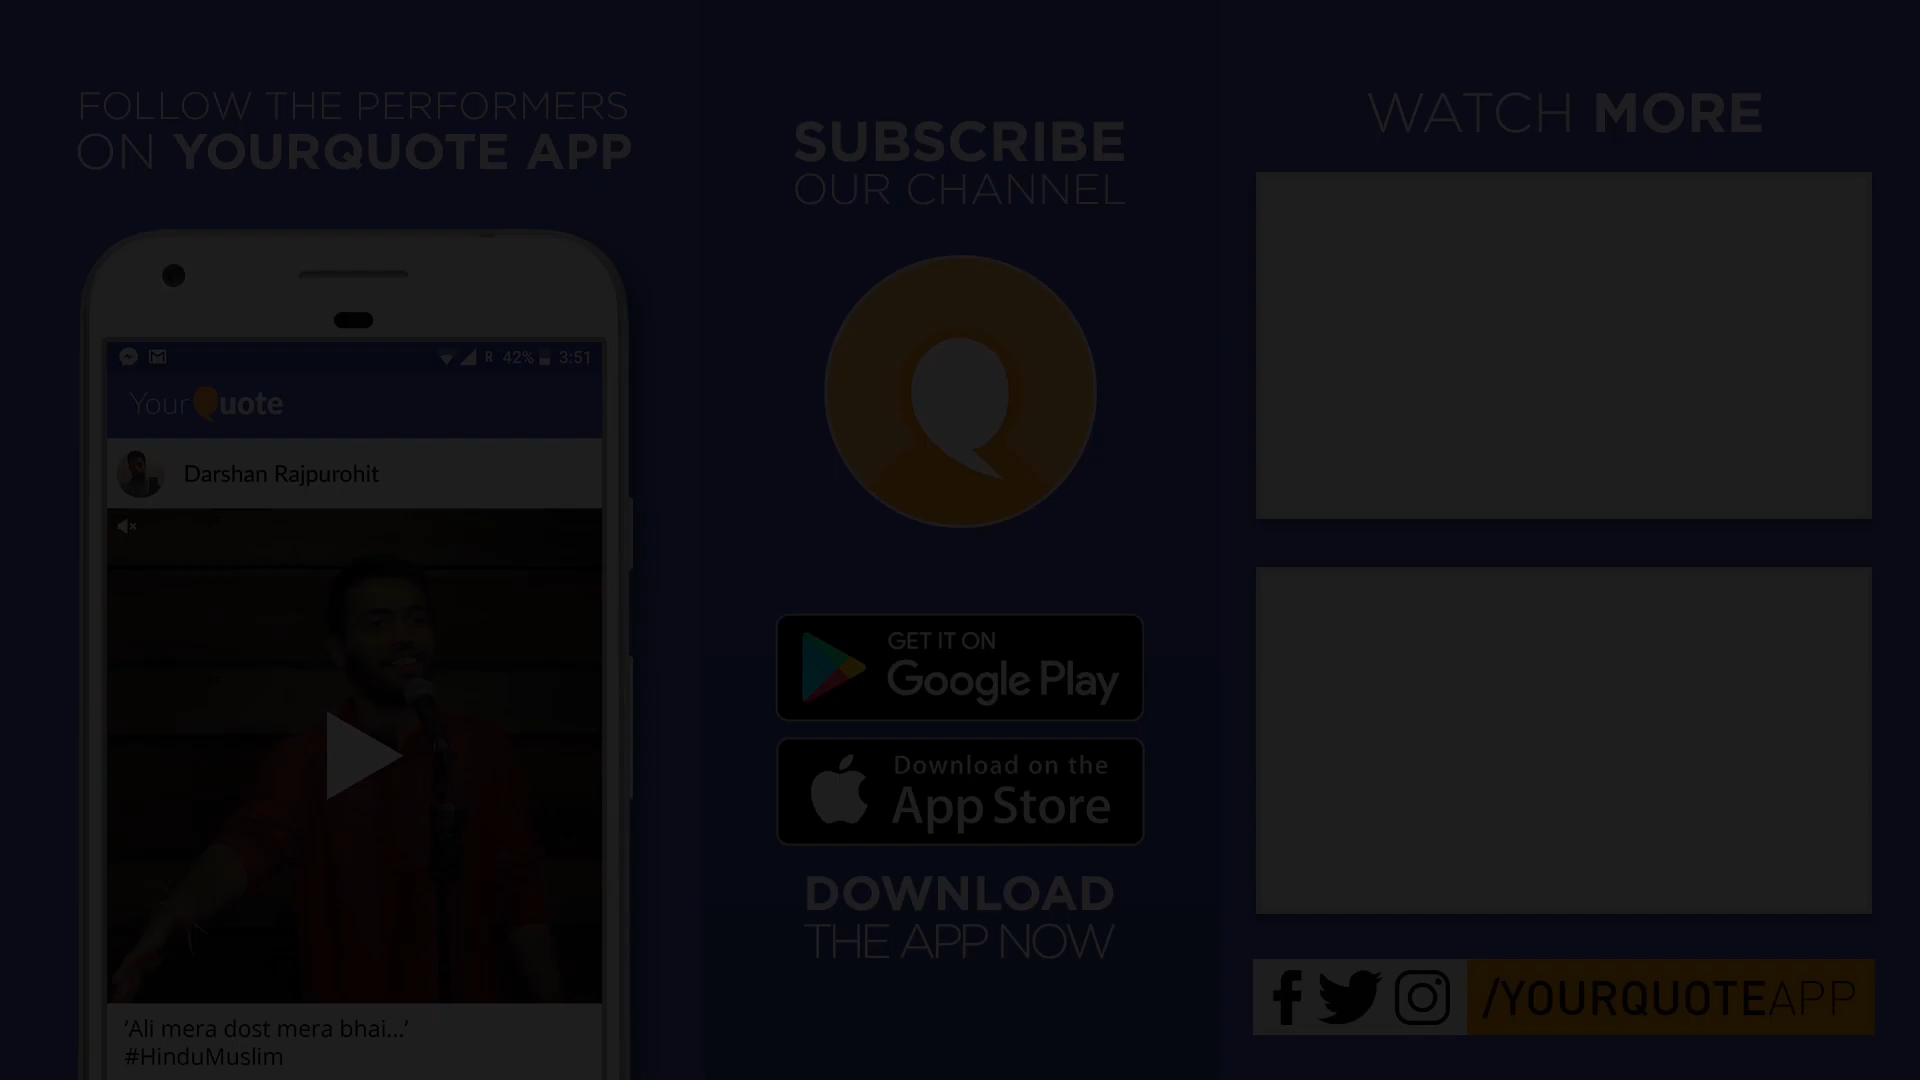 FOLLOW THE PERFORMERS
ON YOURQUOTE APP
R 42% 3:51
YourQuote
Darshan Rajpurohit
‘Ali mera dost mera bhai...’
#HinduMuslim
SUBSCRIBE
OUR CHANNEL
GET IT ON
Google Play
Download on the
App Store
DOWNLOAD
THE APP NOW
WATCH MORE
/YOURQUOTEAPP